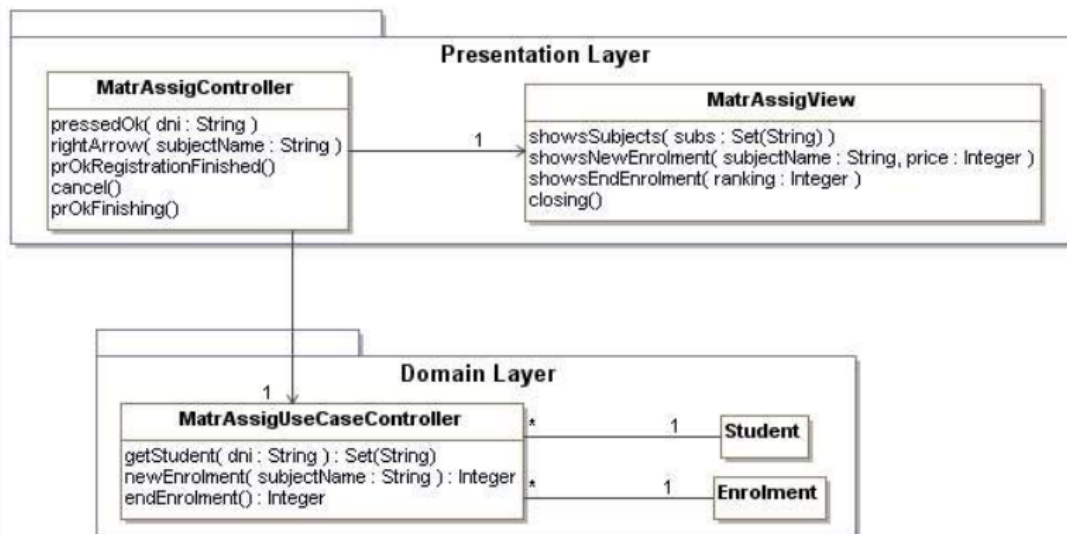 Presentation Layer
MatrAssigController
pressedOk( dni : String )
rightArrow( subjectName : String )
prOkRegistrationFinished()
cancel()
prOkFinishing()
1
MatrAssigView
showsSubjects( subs : Set(String) )
showsNewEnrolment( subjectName : String, price : Integer )
showsEndEnrolment( ranking : Integer )
closing()
Domain Layer
1
MatrAssigUseCaseController
getStudent( dni : String ) : Set(String)
newEnrolment( subjectName : String ) : Integer
endEnrolment() : Integer
* 1
Student
* 1
Enrolment